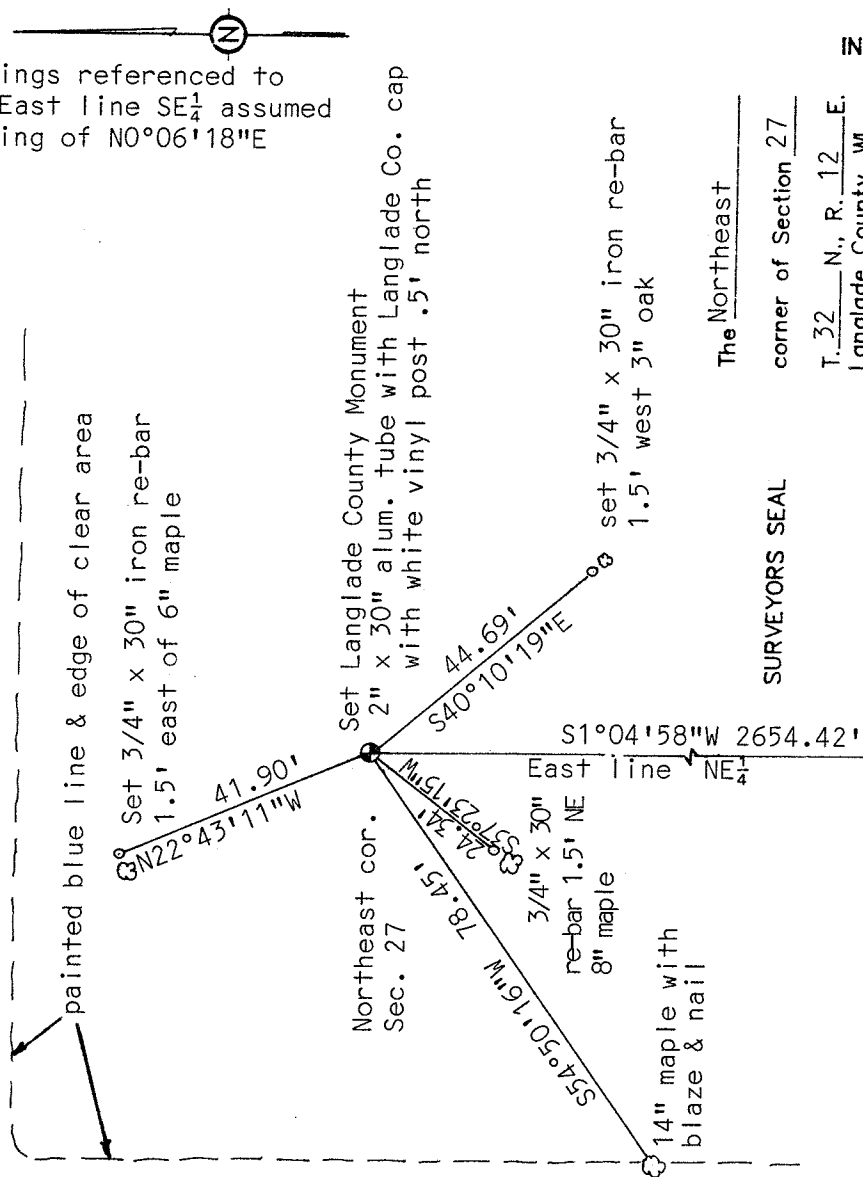 N
ings referenced to
East line SE¼ assumed
ing of N0°06'18"E
IN
painted blue line & edge of clear area
Set 3/4" x 30" iron re-bar
1.5' east of 6" maple
41.90'
N22°43'11"W
Set Langlade County Monument
2" x 30" alum. tube with Langlade Co. cap
with white vinyl post .5' north
44.69'
S40°10'19"E
set 3/4" x 30" iron re-bar
1.5' west 3" oak
Northeast cor.
Sec. 27
24.34'
S37°23'15"W
3/4" x 30"
re-bar 1.5' NE
8" maple
78.45'
S54°50'16"W
14" maple with
blaze & nail
S1°04'58"W 2654.42'
East line NE¼
SURVEYORS SEAL
The Northeast
corner of Section 27
T. 32 N., R. 12 E.
Langlade County, WI